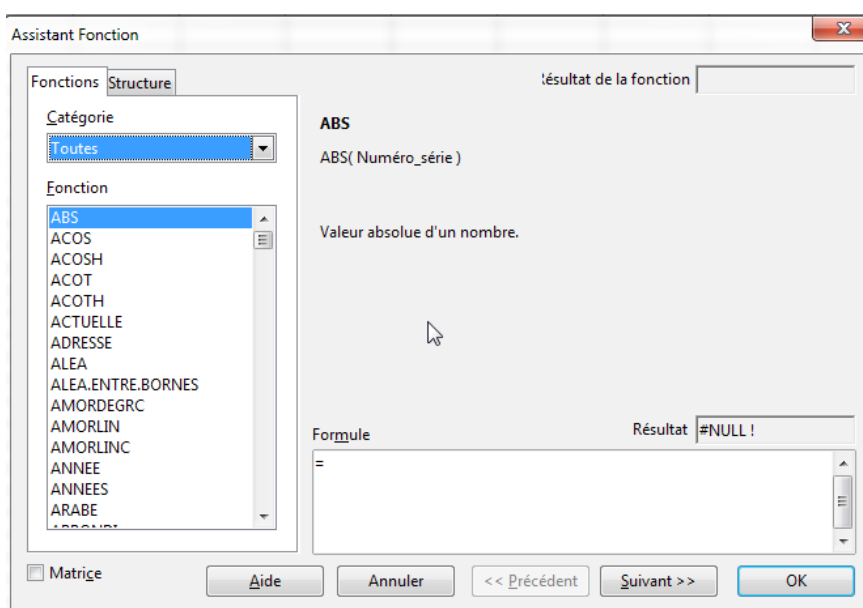 Assistant Fonction
Fonctions Structure
Résultat de la fonction
Catégorie
Toutes
ABS
ABS( Numéro_série )
Fonction
ABS
ACOS
ACOSH
ACOT
ACOTH
ACTUELLE
ADRESSE
ALEA
ALEA.ENTRE.BORNES
AMORDEGRC
AMORLIN
AMORLINC
ANNEE
ANNEES
ARABE
Valeur absolue d'un nombre.
Formule
Résultat #NULL !
=
Matrice
Aide
Annuler
<< Précédent
Suivant >>
OK